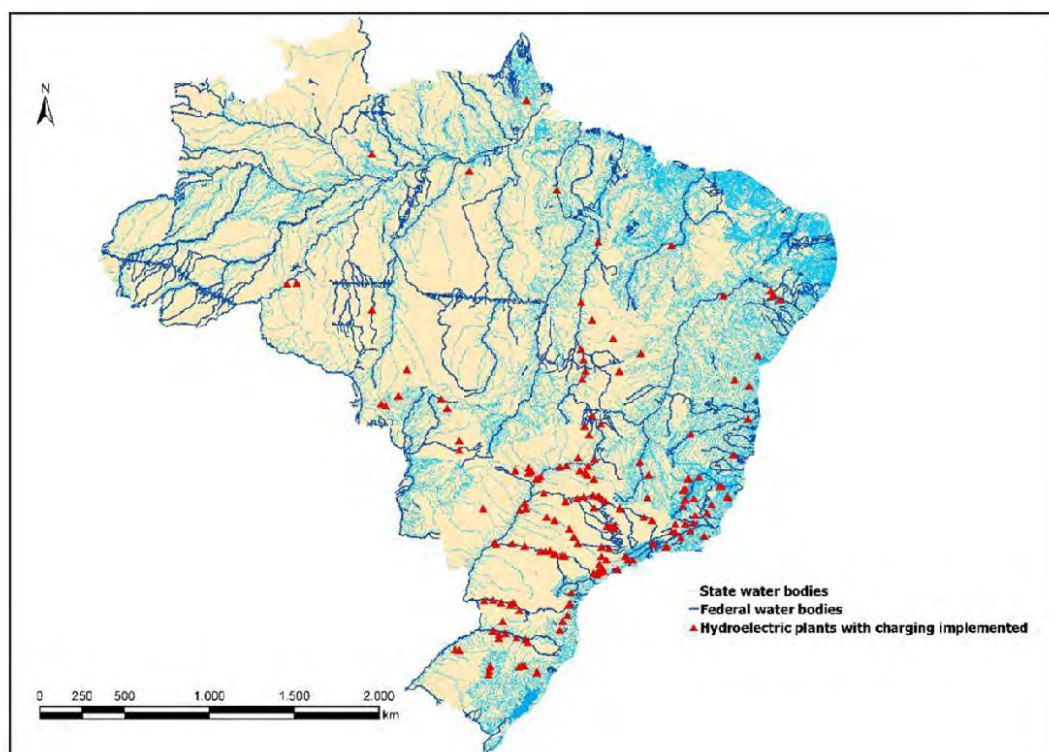 N
State water bodies
Federal water bodies
Hydroelectric plants with charging implemented
0 250 500 1.000 1.500 2.000
km